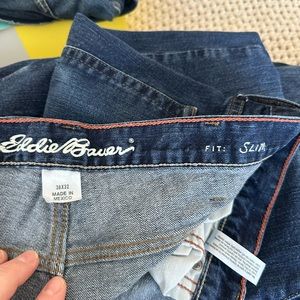 Eddie Bauer®
FIT: SLIM
38X32
MADE IN
MEXICO